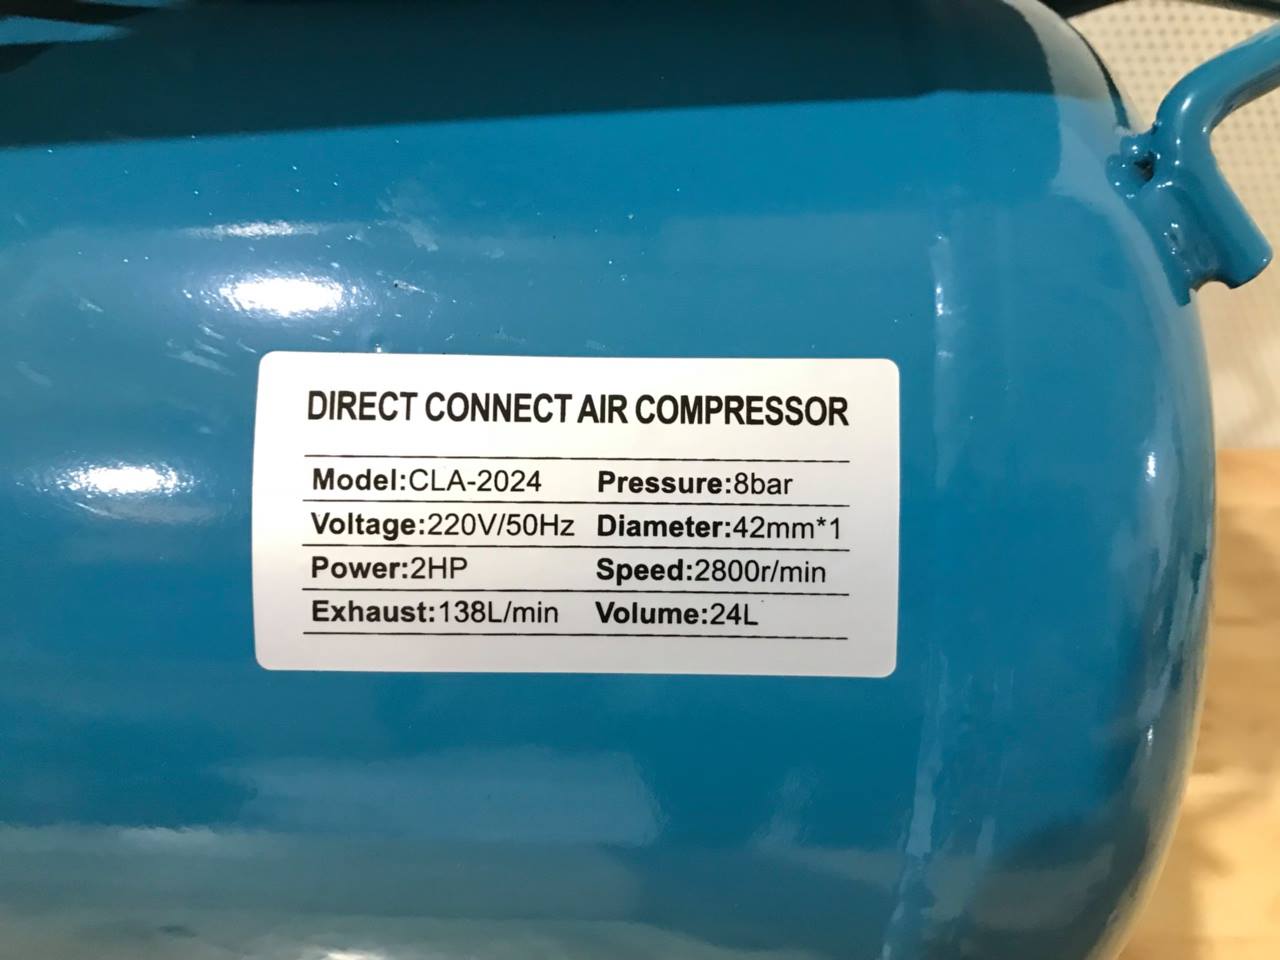 DIRECT CONNECT AIR COMPRESSOR
Model:CLA-2024 Pressure:8bar
Voltage:220V/50Hz Diameter:42mm*1
Power:2HP Speed:2800r/min
Exhaust:138L/min Volume:24L